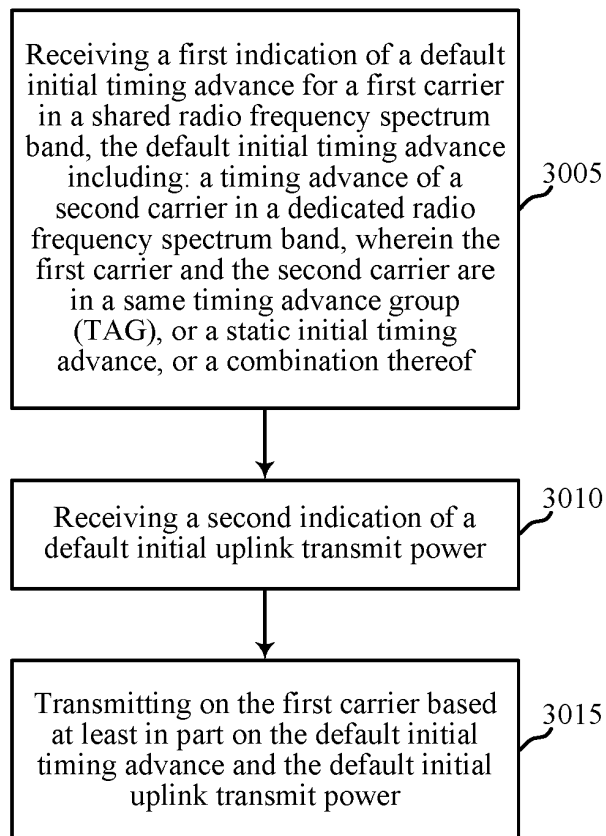 Receiving a first indication of a default
initial timing advance for a first carrier
in a shared radio frequency spectrum
band, the default initial timing advance
including: a timing advance of a
second carrier in a dedicated radio
frequency spectrum band, wherein the
first carrier and the second carrier are
in a same timing advance group
(TAG), or a static initial timing
advance, or a combination thereof
3005
Receiving a second indication of a
default initial uplink transmit power
3010
Transmitting on the first carrier based
at least in part on the default initial
timing advance and the default initial
uplink transmit power
3015